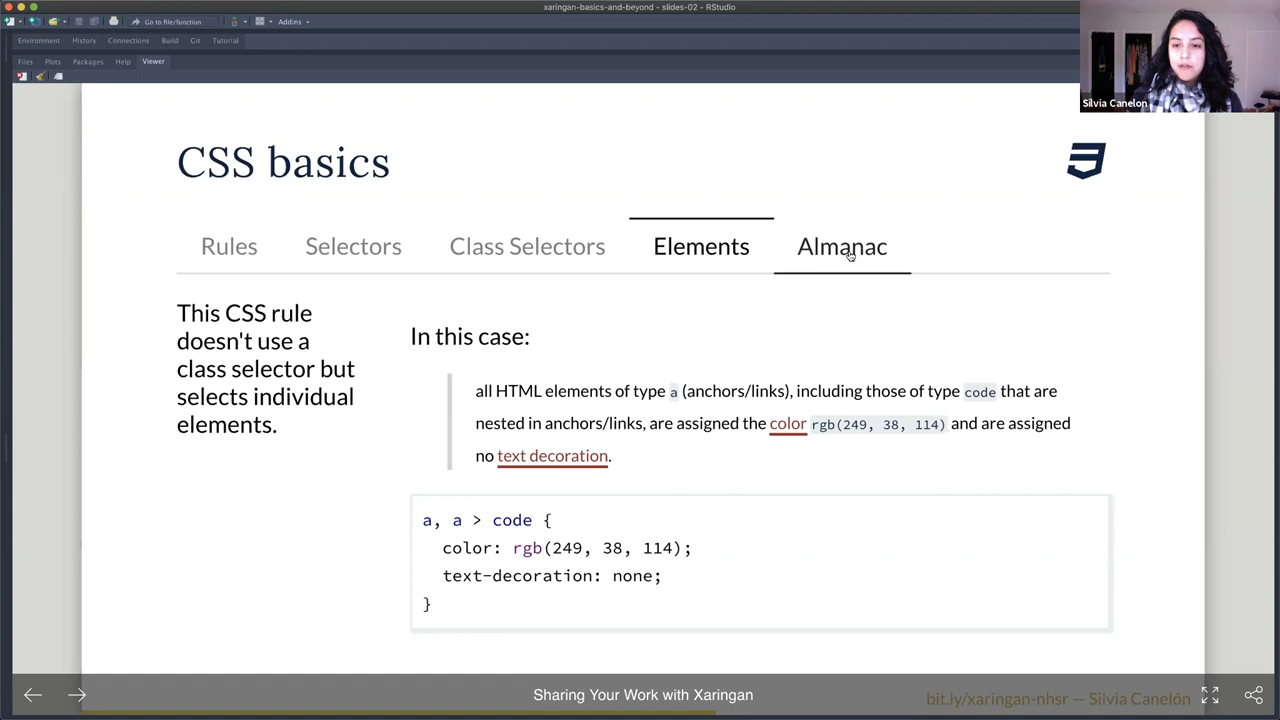 xaringan-basics-and-beyond - slides-02 - RStudio
Go to file/function
Addins
Environment History Connections Build Git Tutorial
Files Plots Packages Help Viewer
Silvia Canelon
CSS basics
Rules Selectors Class Selectors Elements Almanac
This CSS rule
doesn't use a
class selector but
selects individual
elements.
In this case:
all HTML elements of type a (anchors/links), including those of type code that are
nested in anchors/links, are assigned the color rgb(249, 38, 114) and are assigned
no text decoration.
a, a > code {
color: rgb(249, 38, 114);
text-decoration: none;
}
Sharing Your Work with Xaringan
bit.ly/xaringan-nhsr — Silvia Canelón